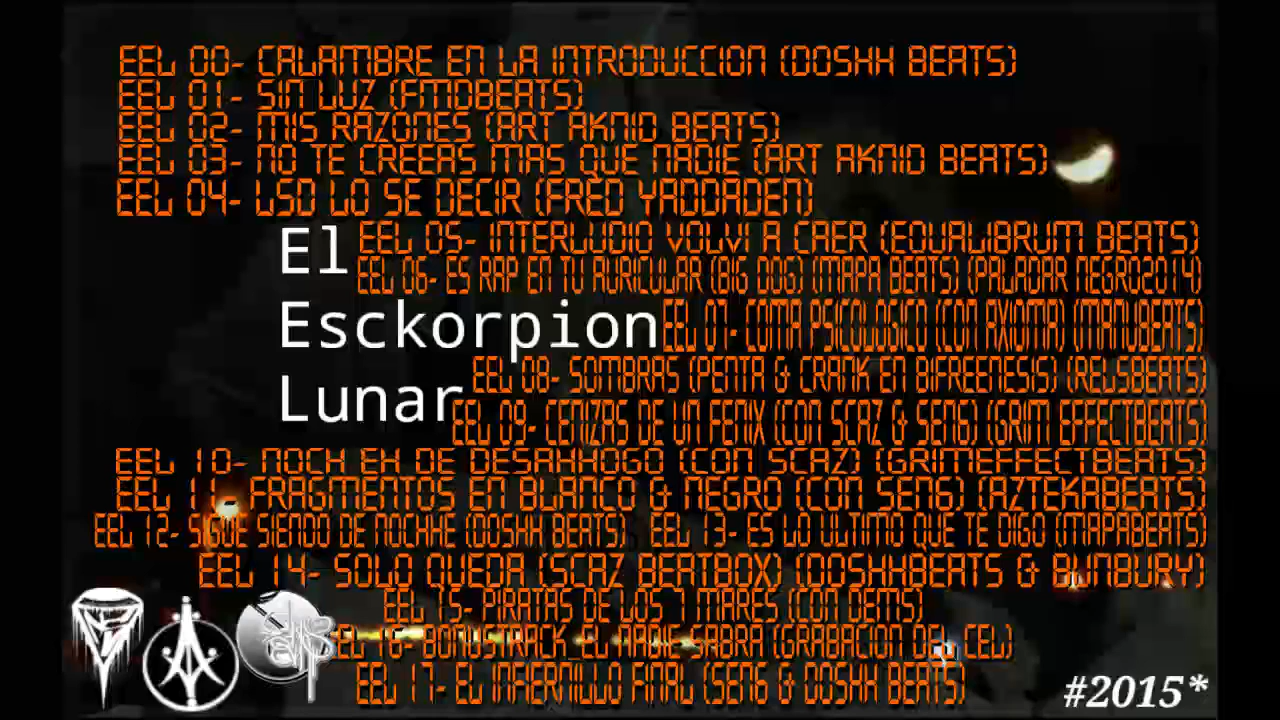 EEL 00- CALAMBRE EN LA INTRODUCCION (DOSHH BEATS)
EEL 01- SIN LUZ (FMDBEATS)
EEL 02- MIS RAZONES (ART AKNID BEATS)
EEL 03- NO TE CREEAS MAS QUE NADIE (ART AKNID BEATS)
EEL 04- LSD LO SE DECIR (FRED YADDADEN)
El
EEL 05- INTERLUDIO VOLVI A CAER (EQUALIBRUM BEATS)
EEL 06- ES RAP EN TU AURICULAR (BIG DOG) (MAPA BEATS) (PALADAR NEGRO2014)
Esckorpion
EEL 07- COMA PSICOLOGICO (CON AXIOMA) (MANUBEATS)
EEL 08- SOMBRAS (PENTA & CRANK EN BIFREENESIS) (RELSBEATS)
Lunar
EEL 09- CENIZAS DE UN FENIX (CON SCAZ & SEN6) (GRIM EFFECTBEATS)
EEL 10- NOCH EH DE DESAHHOGO (CON SCAZ) (GRIMEFFECTBEATS)
EEL 11- FRAGMENTOS EN BLANCO & NEGRO (CON SEN6) (AZTEKABEATS)
EEL 12- SIGUE SIENDO DE NOCHHE (DOSHH BEATS) EEL 13- ES LO ULTIMO QUE TE DIGO (MAPABEATS)
EEL 14- SOLO QUEDA (SCAZ BEATBOX) (DOSHHBEATS & BUNBURY)
EEL 15- PIRATAS DE LOS 7 MARES (CON DEMS)
EEL 16- BONUSTRACK_EL NADIE SABRA (GRABACION DEL CEL)
EEL 17- EL INFIERNILLO FINAL (SEN6 & DOSHH BEATS)
#2015*